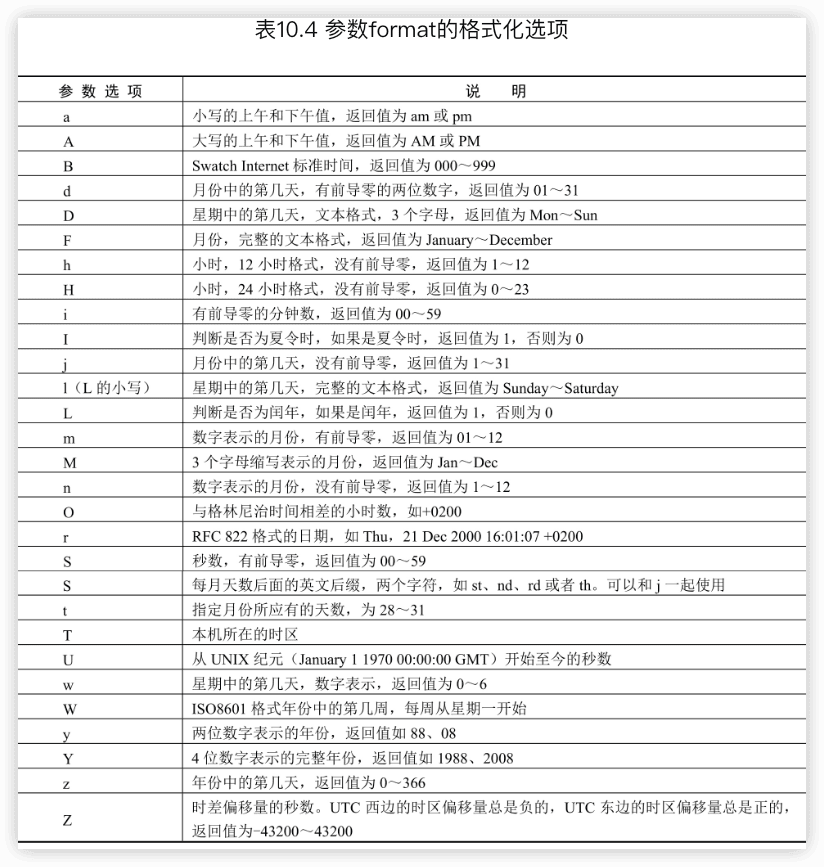 表10.4 参数format的格式化选项
参 数 选 项 说 明
a 小写的上午和下午值，返回值为 am 或 pm
A 大写的上午和下午值，返回值为 AM 或 PM
B Swatch Internet 标准时间，返回值为 000～999
d 月份中的第几天，有前导零的两位数字，返回值为 01～31
D 星期中的第几天，文本格式，3 个字母，返回值为 Mon～Sun
F 月份，完整的文本格式，返回值为 January～December
h 小时，12 小时格式，没有前导零，返回值为 1～12
H 小时，24 小时格式，没有前导零，返回值为 0～23
i 有前导零的分钟数，返回值为 00～59
I 判断是否为夏令时，如果是夏令时，返回值为 1，否则为 0
j 月份中的第几天，没有前导零，返回值为 1～31
l（L 的小写） 星期中的第几天，完整的文本格式，返回值为 Sunday～Saturday
L 判断是否为闰年，如果是闰年，返回值为 1，否则为 0
m 数字表示的月份，有前导零，返回值为 01～12
M 3 个字母缩写表示的月份，返回值为 Jan～Dec
n 数字表示的月份，没有前导零，返回值为 1～12
O 与格林尼治时间相差的小时数，如+0200
r RFC 822 格式的日期，如 Thu，21 Dec 2000 16:01:07 +0200
S 秒数，有前导零，返回值为 00～59
S 每月天数后面的英文后缀，两个字符，如 st、nd、rd 或者 th。可以和 j 一起使用
t 指定月份所应有的天数，为 28～31
T 本机所在的时区
U 从 UNIX 纪元（January 1 1970 00:00:00 GMT）开始至今的秒数
w 星期中的第几天，数字表示，返回值为 0～6
W ISO8601 格式年份中的第几周，每周从星期一开始
y 两位数字表示的年份，返回值如 88、08
Y 4 位数字表示的完整年份，返回值如 1988、2008
z 年份中的第几天，返回值为 0～366
Z 时差偏移量的秒数。UTC 西边的时区偏移量总是负的，UTC 东边的时区偏移量总是正的，
返回值为-43200～43200